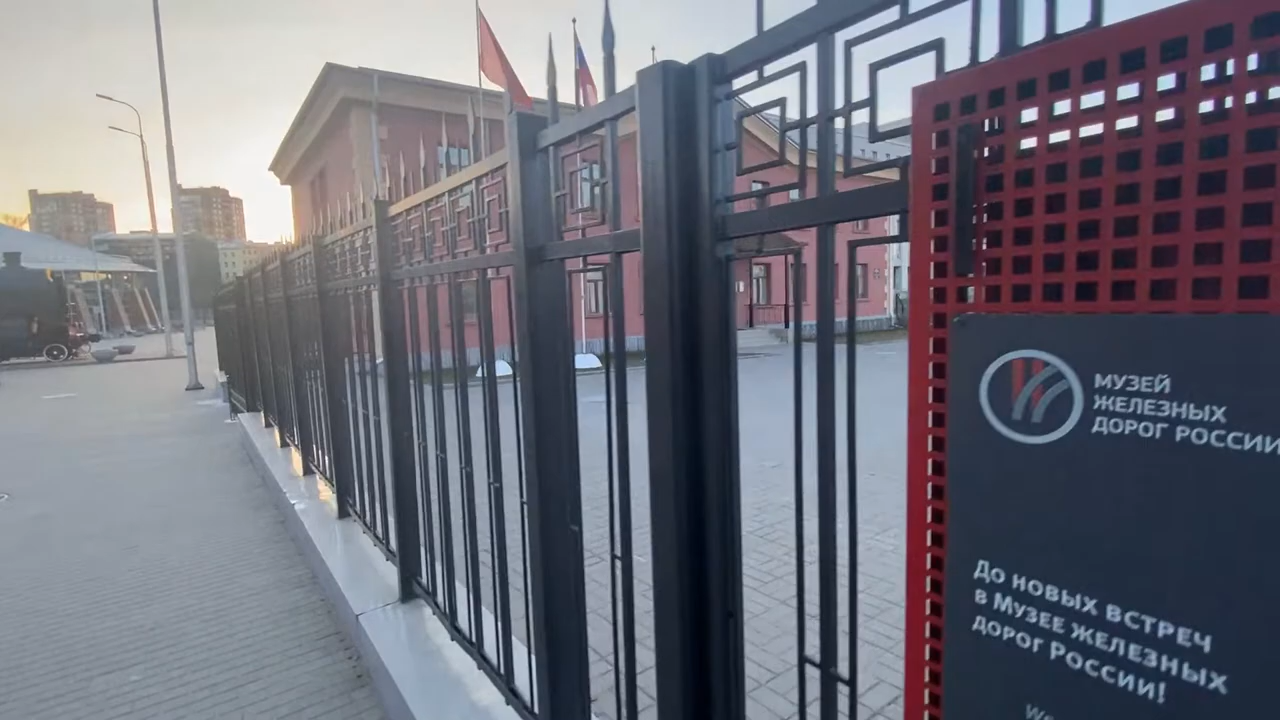 МУЗЕЙ
ЖЕЛЕЗНЫХ
ДОРОГ РОССИИ
До новых встреч
в Музее железных
дорог России!